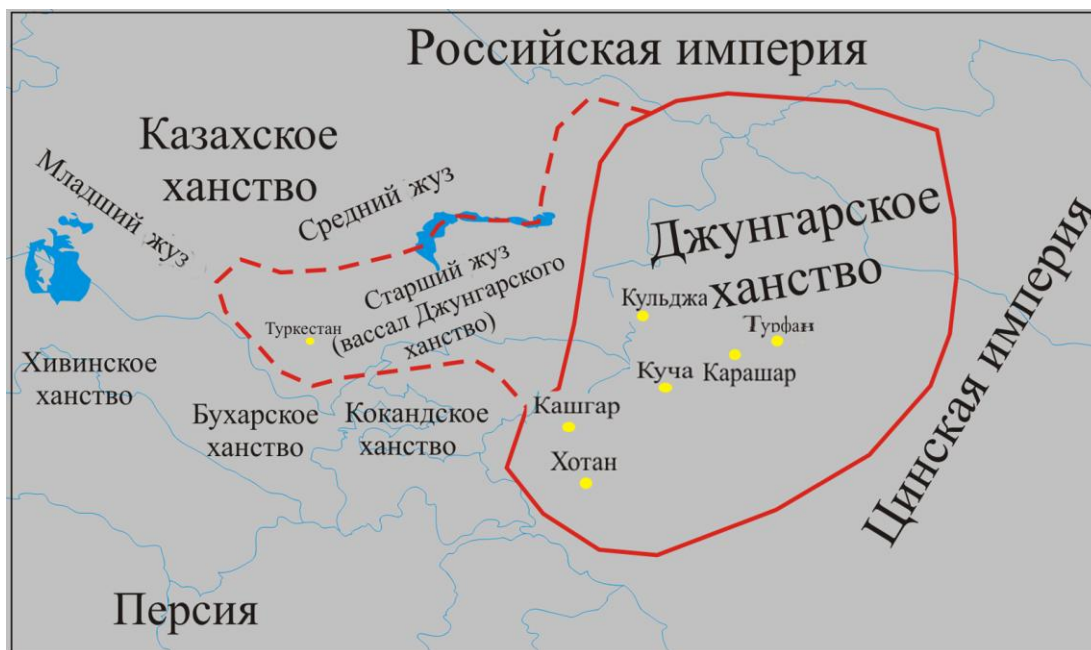 Российская империя
Казахское
ханство
Младший жуз
Средний жуз
Старший жуз
(вассал Джунгарского
ханство)
Джунгарское
ханство
Кульджа
Турфан
Туркестан
Куча
Карашар
Хивинское
ханство
Бухарское
ханство
Кокандское
ханство
Кашгар
Хотан
Цинская империя
Персия